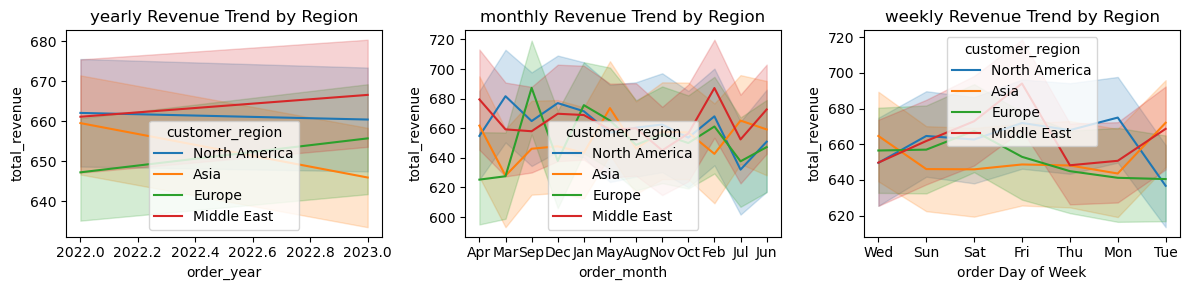 yearly Revenue Trend by Region
total_revenue
680
670
660
650
640
customer_region
North America
Asia
Europe
Middle East
2022.0 2022.2 2022.4 2022.6 2022.8 2023.0
order_year
monthly Revenue Trend by Region
total_revenue
720
700
680
660
640
620
600
customer_region
North America
Asia
Europe
Middle East
Apr Mar Sep Dec Jan May Aug Nov Oct Feb Jul Jun
order_month
weekly Revenue Trend by Region
total_revenue
720
700
680
660
640
620
customer_region
North America
Asia
Europe
Middle East
Wed Sun Sat Fri Thu Mon Tue
order Day of Week